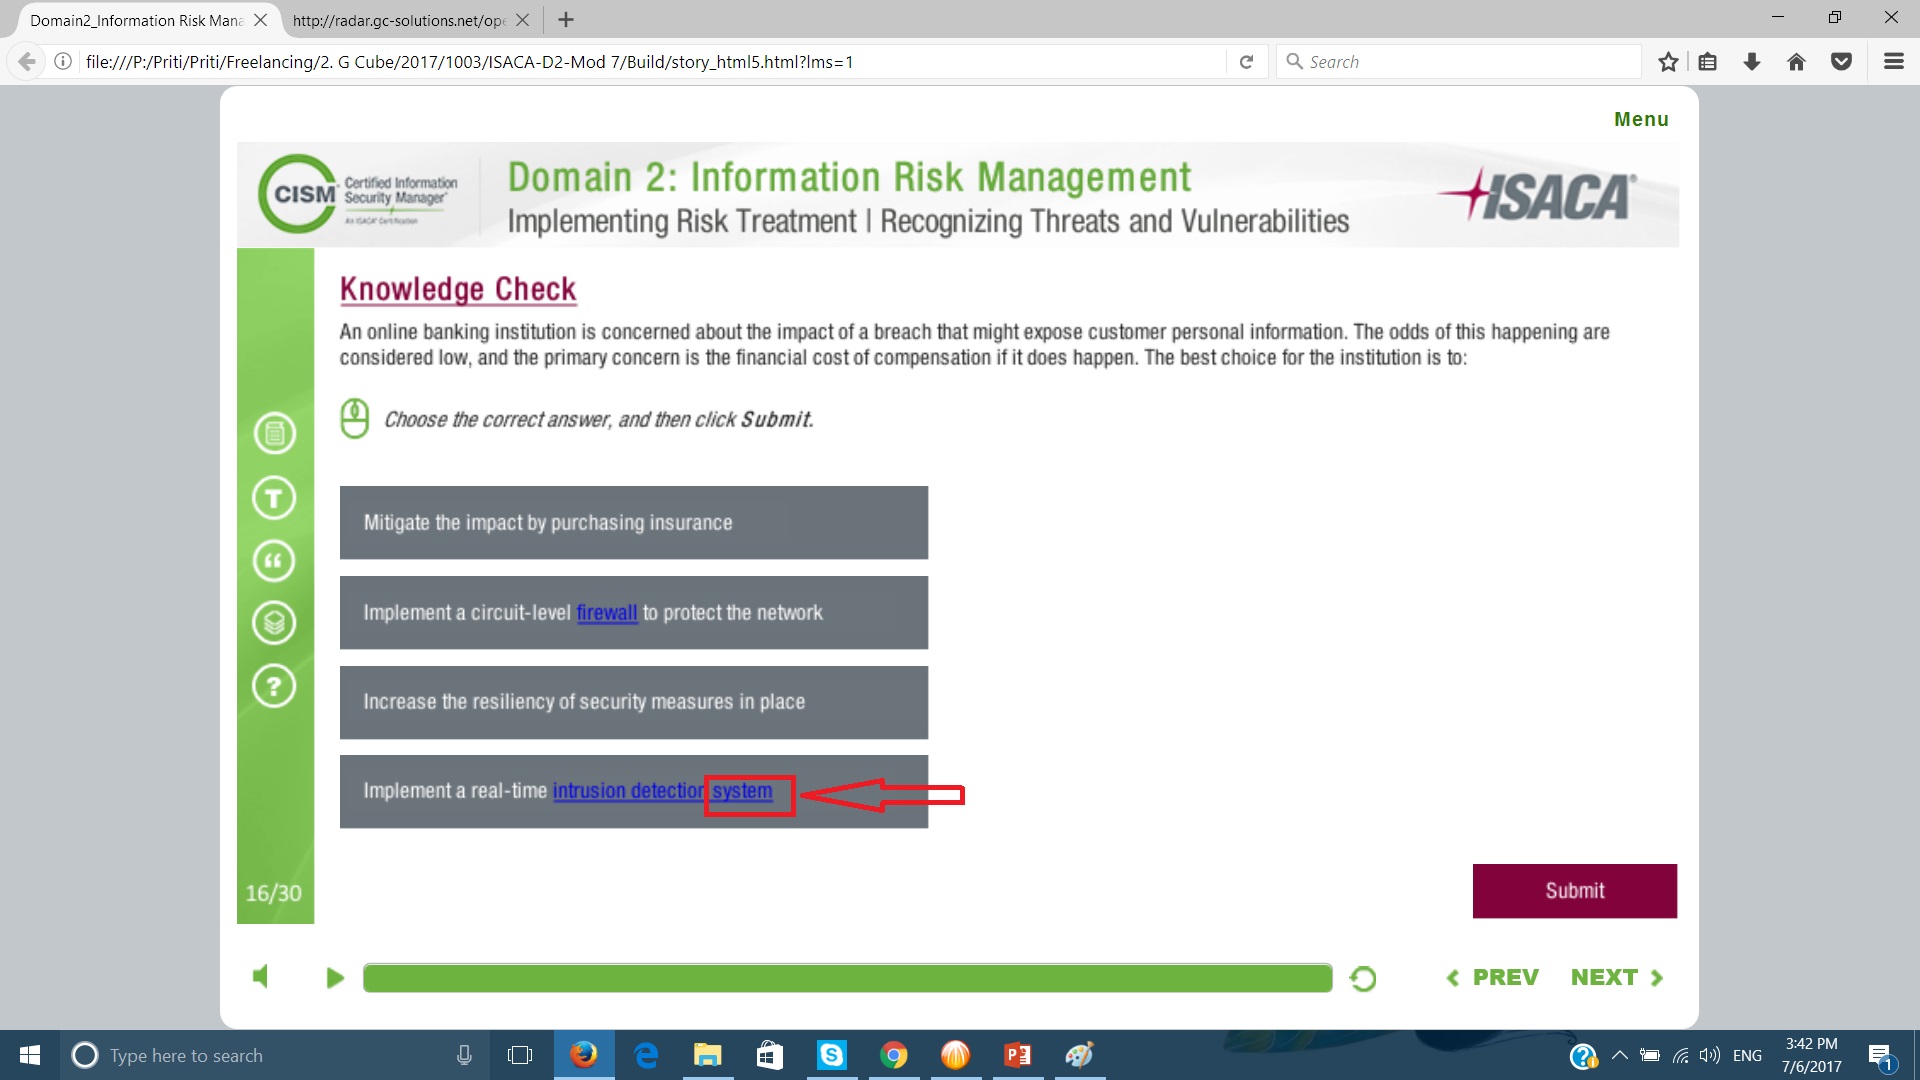 Domain2_Information Risk Mana
http://radar.gc-solutions.net/ope
file:///P:/Priti/Priti/Freelancing/2. G Cube/2017/1003/ISACA-D2-Mod 7/Build/story_html5.html?lms=1
Search
Menu
CISM Certified Information
Security Manager
An ISACA® Certification
Domain 2: Information Risk Management
Implementing Risk Treatment | Recognizing Threats and Vulnerabilities
ISACA®
Knowledge Check
An online banking institution is concerned about the impact of a breach that might expose customer personal information. The odds of this happening are
considered low, and the primary concern is the financial cost of compensation if it does happen. The best choice for the institution is to:
Choose the correct answer, and then click Submit.
Mitigate the impact by purchasing insurance
Implement a circuit-level firewall to protect the network
Increase the resiliency of security measures in place
Implement a real-time intrusion detection system
T
?
16/30
Submit
PREV
NEXT
Type here to search
ENG
3:42 PM
7/6/2017
1